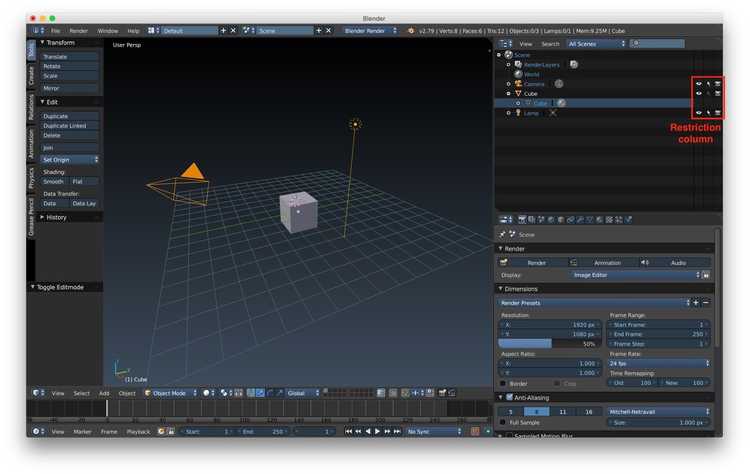 Blender
File Render Window Help Default Scene Blender Render v2.79 | Verts:8 | Faces:6 | Tris:12 | Objects:0/3 | Lamps:0/1 | Mem:9.25M | Cube
Tools
Create
Relations
Animation
Physics
Grease Pencil
Transform
Translate
Rotate
Scale
Mirror
Edit
Duplicate
Duplicate Linked
Delete
Join
Set Origin
Shading:
Smooth Flat
Data Transfer:
Data Data Lay
History
Toggle Editmode
User Persp
(1) Cube
View Select Add Object Object Mode Global
View Search All Scenes
Scene
RenderLayers
World
Camera
Cube
Cube
Lamp
Restriction
column
Scene
Render
Render Animation Audio
Display: Image Editor
Dimensions
Render Presets
Resolution: Frame Range:
X: 1920 px Start Frame: 1
Y: 1080 px End Frame: 250
50% Frame Step: 1
Aspect Ratio: Frame Rate:
X: 1.000 24 fps
Y: 1.000 Time Remapping:
Border Crop Old: 100 New: 100
Anti-Aliasing
5 8 11 16 Mitchell-Netravali
Full Sample Size: 1.000 px
Sampled Motion Blur
View Marker Frame Playback Start: 1 End: 250 1 No Sync